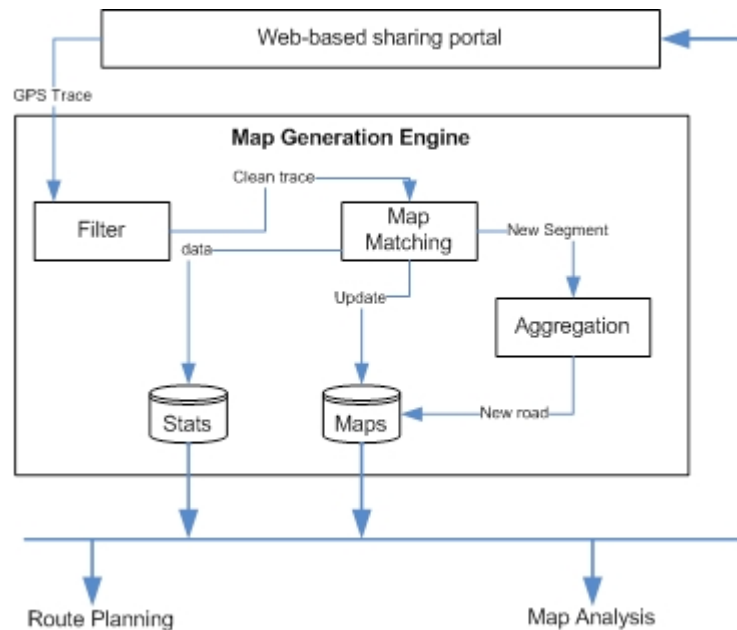 Web-based sharing portal
GPS Trace
Map Generation Engine
Clean trace
Filter
Map
Matching
New Segment
data
Update
Aggregation
Stats
Maps
New road
Route Planning
Map Analysis